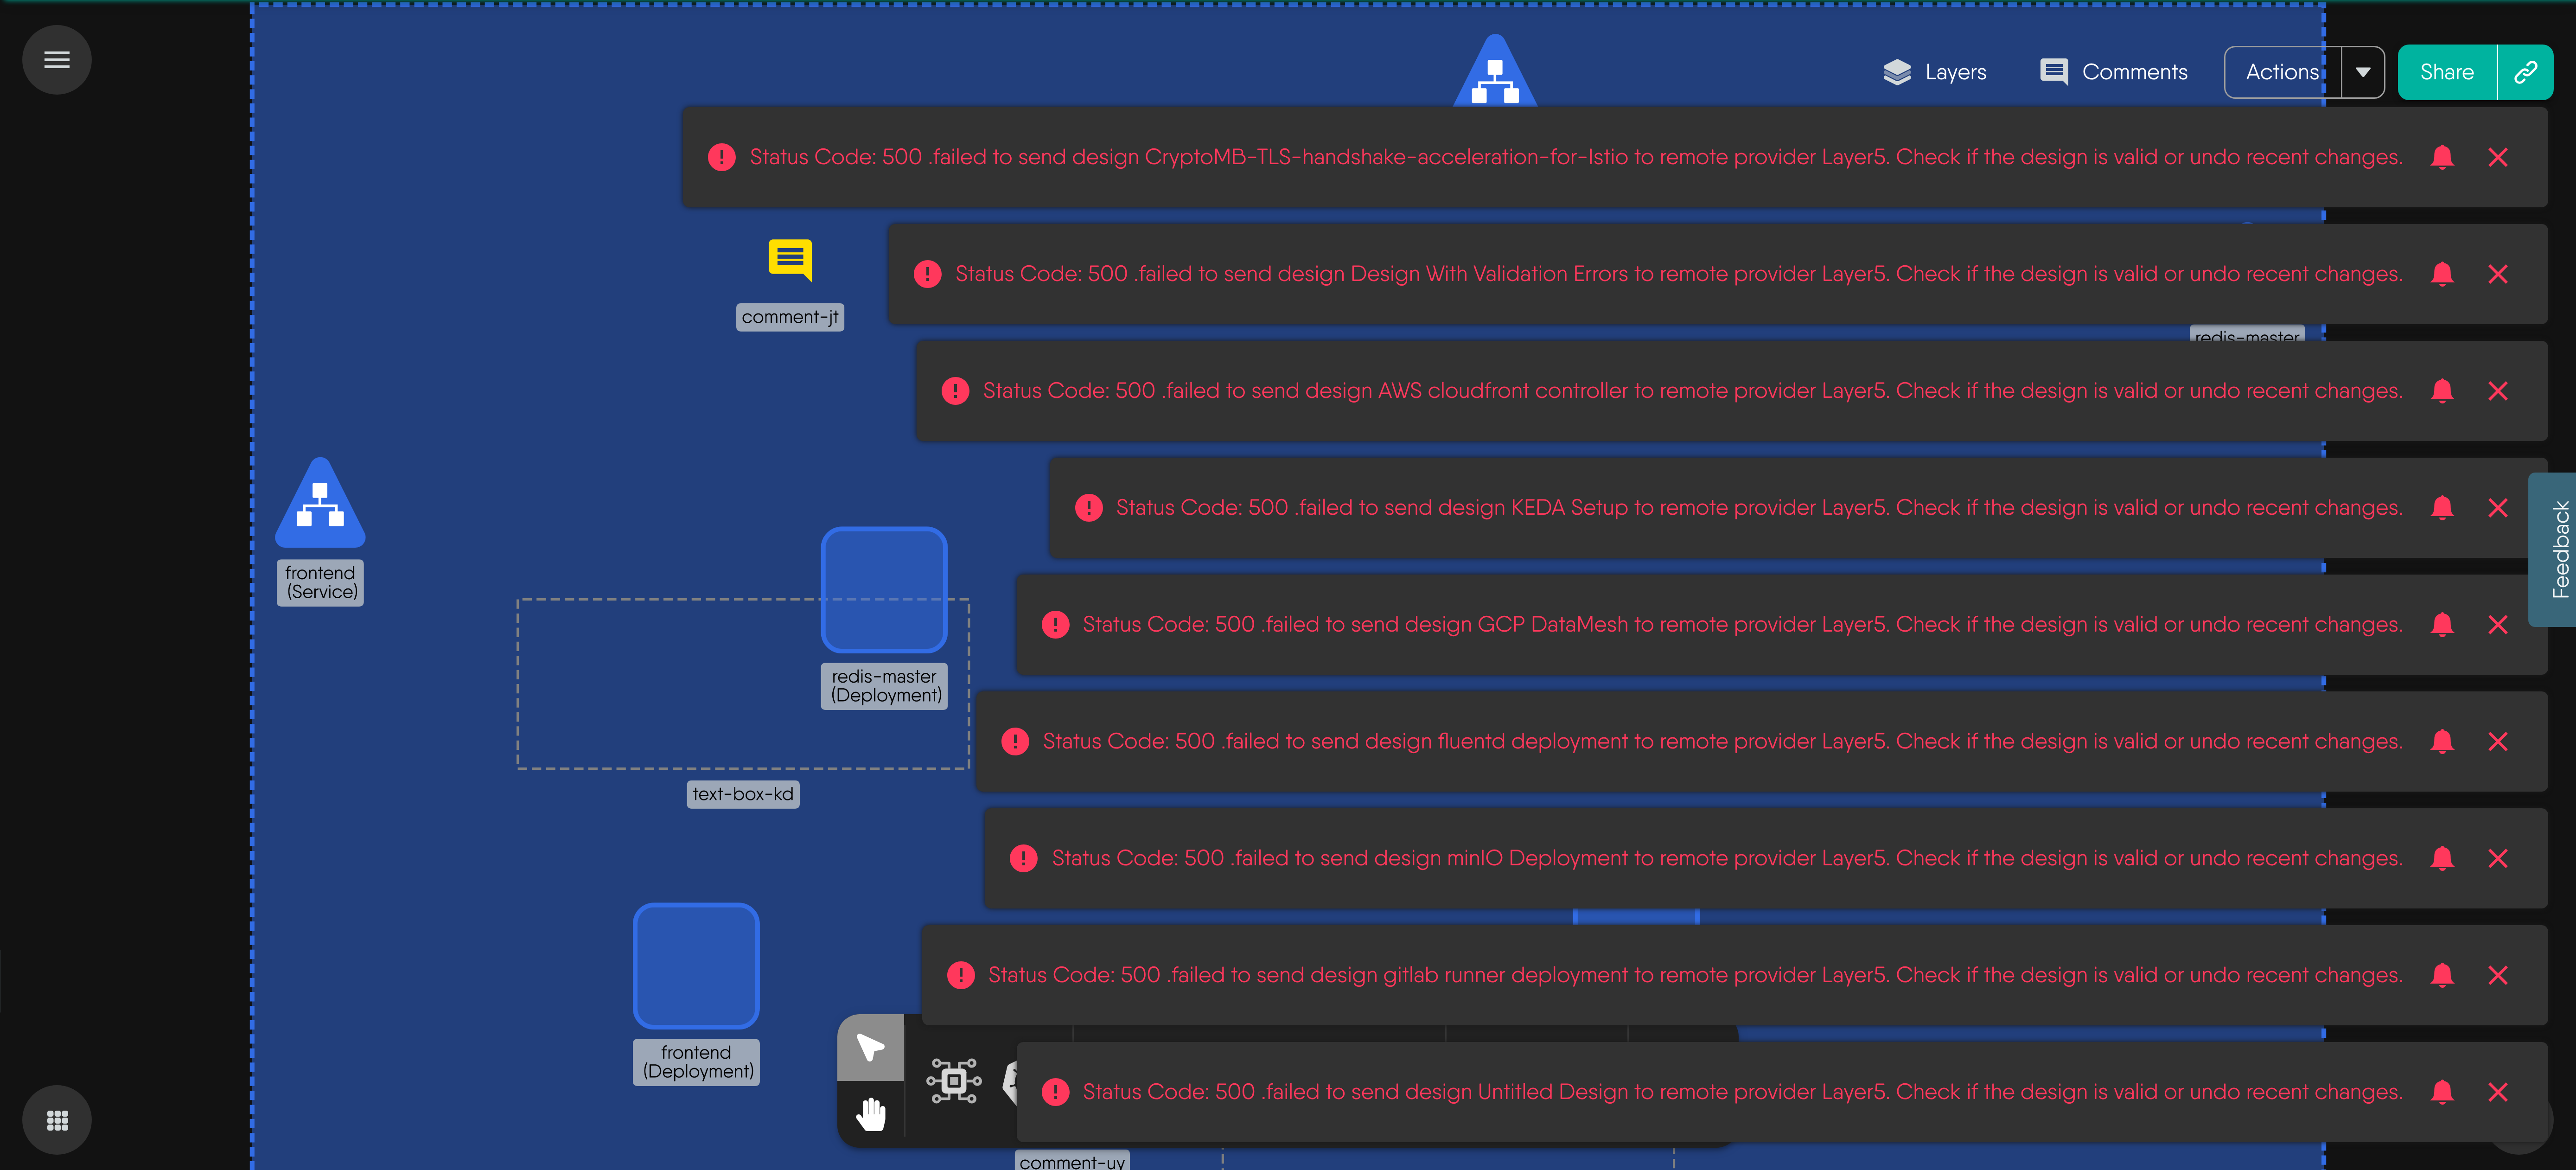 Layers
Comments
Actions
Share
Status Code: 500 .failed to send design CryptoMB-TLS-handshake-acceleration-for-Istio to remote provider Layer5. Check if the design is valid or undo recent changes.
Status Code: 500 .failed to send design Design With Validation Errors to remote provider Layer5. Check if the design is valid or undo recent changes.
comment-jt
redis-master
Status Code: 500 .failed to send design AWS cloudfront controller to remote provider Layer5. Check if the design is valid or undo recent changes.
Status Code: 500 .failed to send design KEDA Setup to remote provider Layer5. Check if the design is valid or undo recent changes.
Feedback
frontend
(Service)
Status Code: 500 .failed to send design GCP DataMesh to remote provider Layer5. Check if the design is valid or undo recent changes.
redis-master
(Deployment)
Status Code: 500 .failed to send design fluentd deployment to remote provider Layer5. Check if the design is valid or undo recent changes.
text-box-kd
Status Code: 500 .failed to send design minIO Deployment to remote provider Layer5. Check if the design is valid or undo recent changes.
Status Code: 500 .failed to send design gitlab runner deployment to remote provider Layer5. Check if the design is valid or undo recent changes.
frontend
(Deployment)
Status Code: 500 .failed to send design Untitled Design to remote provider Layer5. Check if the design is valid or undo recent changes.
comment-uv